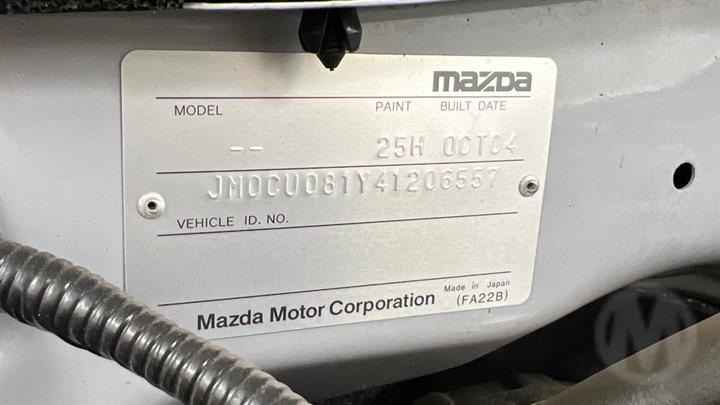 mazda
MODEL PAINT BUILT DATE
-- 25H OCT04
JM0CU081Y41206557
VEHICLE ID. NO.
Made in Japan
Mazda Motor Corporation (FA22B)
M